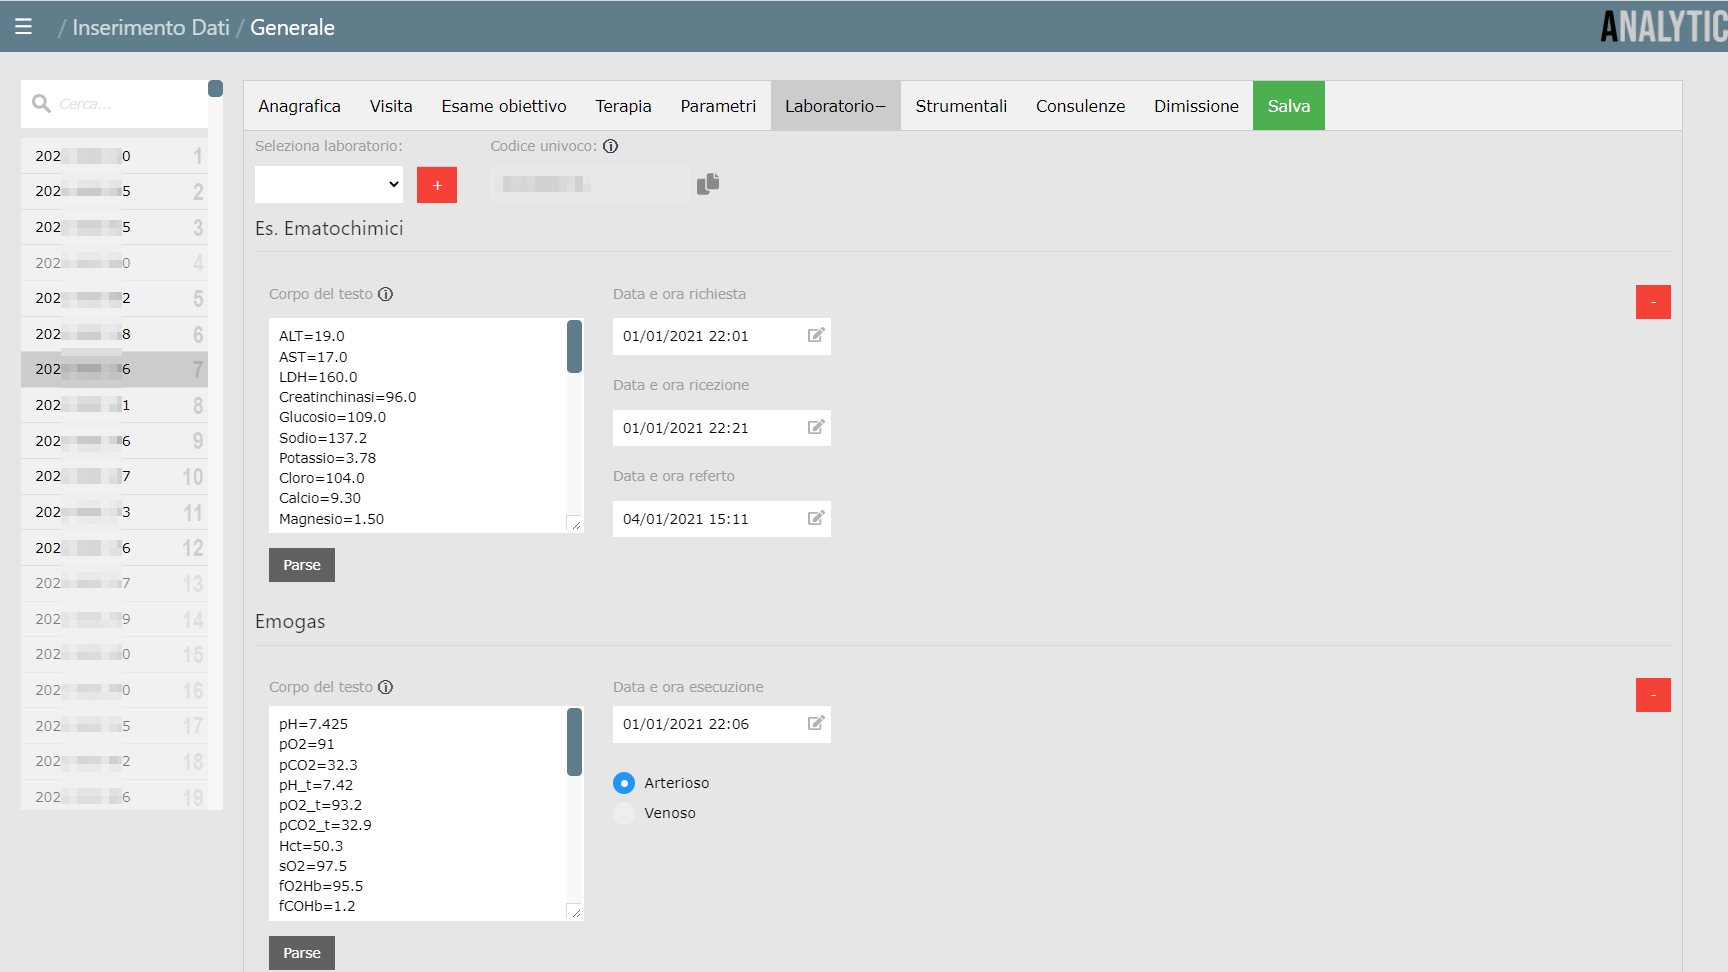 ☰ / Inserimento Dati / Generale
ANALYTIC
Cerca...
202 0 1
202 5 2
202 5 3
202 0 4
202 2 5
202 8 6
202 6 7
202 1 8
202 6 9
202 7 10
202 3 11
202 6 12
202 7 13
202 9 14
202 0 15
202 0 16
202 5 17
202 2 18
202 6 19
Anagrafica Visita Esame obiettivo Terapia Parametri Laboratorio− Strumentali Consulenze Dimissione Salva
Seleziona laboratorio:
+
Codice univoco:
Es. Ematochimici
Corpo del testo
ALT=19.0
AST=17.0
LDH=160.0
Creatinchinasi=96.0
Glucosio=109.0
Sodio=137.2
Potassio=3.78
Cloro=104.0
Calcio=9.30
Magnesio=1.50
Parse
Data e ora richiesta
01/01/2021 22:01
Data e ora ricezione
01/01/2021 22:21
Data e ora referto
04/01/2021 15:11
-
Emogas
Corpo del testo
pH=7.425
pO2=91
pCO2=32.3
pH_t=7.42
pO2_t=93.2
pCO2_t=32.9
Hct=50.3
sO2=97.5
fO2Hb=95.5
fCOHb=1.2
Parse
Data e ora esecuzione
01/01/2021 22:06
Arterioso
Venoso
-